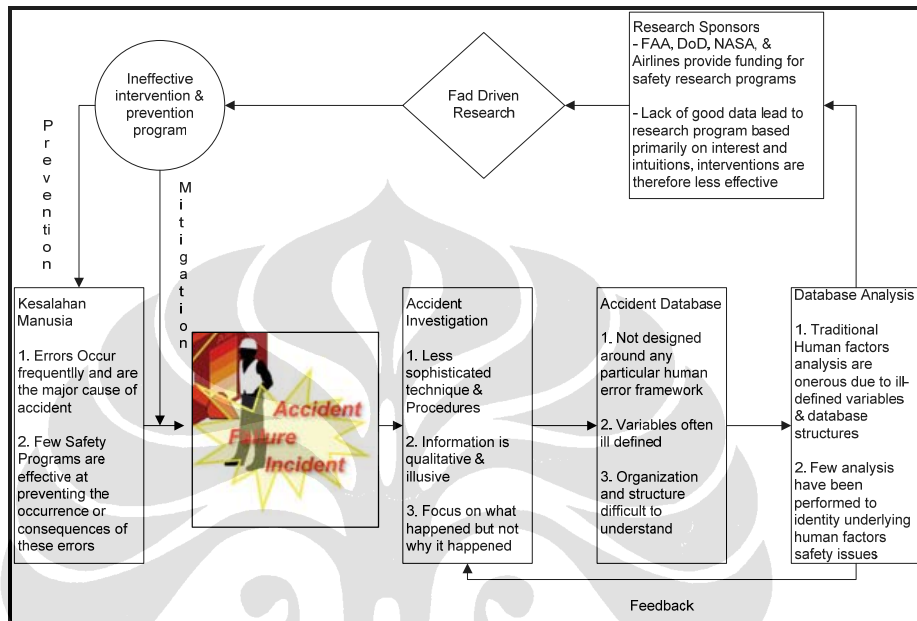 Research Sponsors
- FAA, DoD, NASA, &
Airlines provide funding for
safety research programs
- Lack of good data lead to
research program based
primarily on interest and
intuitions, interventions are
therefore less effective
Fad Driven
Research
Ineffective
intervention &
prevention
program
Prevention
Mitigation
Kesalahan
Manusia
1. Errors Occur
frequently and are
the major cause of
accident
2. Few Safety
Programs are
effective at
preventing the
occurrence or
consequences of
these errors
Accident
Failure
Incident
Accident
Investigation
1. Less
sophisticated
technique &
Procedures
2. Information is
qualitative &
illusive
3. Focus on what
happened but not
why it happened
Accident Database
1. Not designed
around any
particular human
error framework
2. Variables often
ill defined
3. Organization
and structure
difficult to
understand
Database Analysis
1. Traditional
Human factors
analysis are
onerous due to ill-
defined variables
& database
structures
2. Few analysis
have been
performed to
identity underlying
human factors
safety issues
Feedback